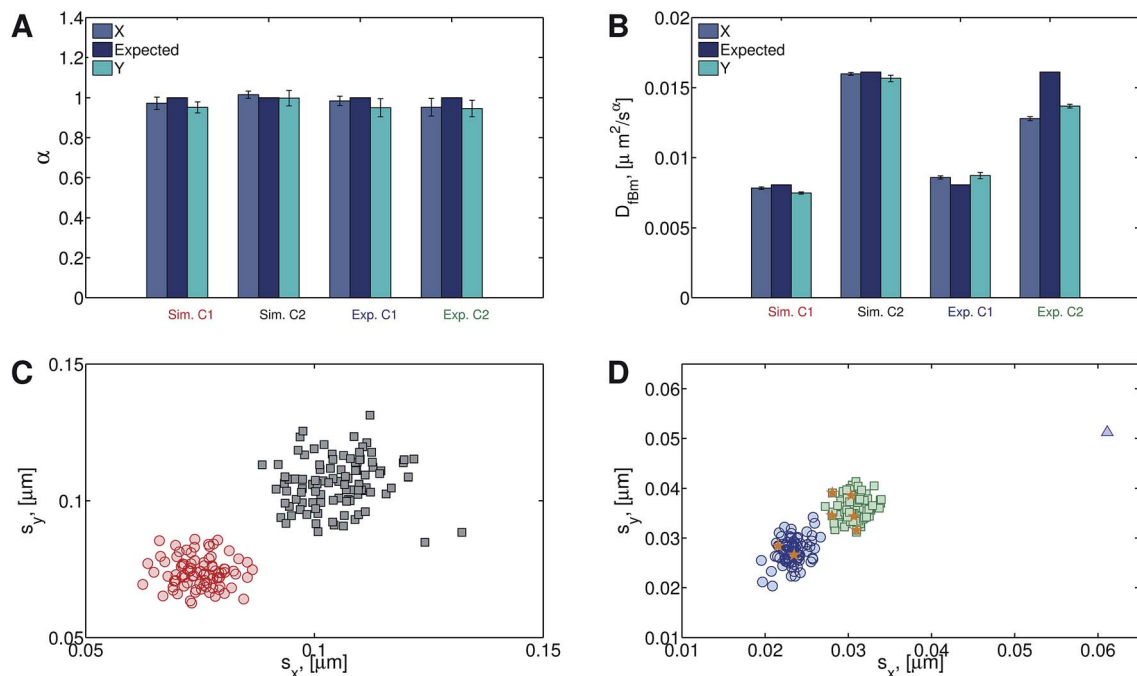 A
1.4
1.2
1
0.8
0.6
0.4
0.2
0
α
X
Expected
Y
Sim. C1
Sim. C2
Exp. C1
Exp. C2
B
0.02
0.015
0.01
0.005
0
D_fBm, [μ m²/s^α]
X
Expected
Y
Sim. C1
Sim. C2
Exp. C1
Exp. C2
C
0.15
0.1
0.05
s_y, [μm]
0.05
0.1
0.15
s_x, [μm]
D
0.06
0.05
0.04
0.03
0.02
0.01
s_y, [μm]
0.01
0.02
0.03
0.04
0.05
0.06
s_x, [μm]